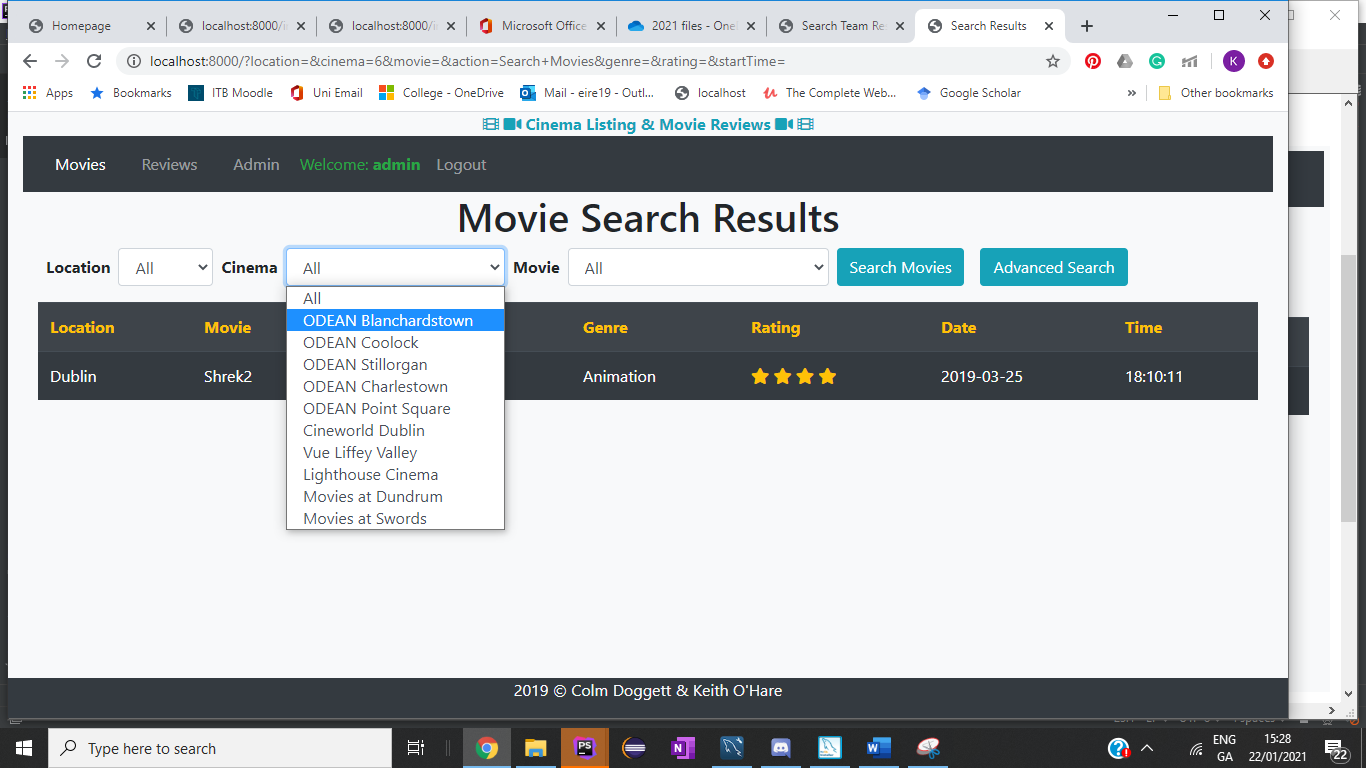 Homepage
localhost:8000/i
localhost:8000/i
Microsoft Office
2021 files - One
Search Team Re
Search Results
localhost:8000/?location=&cinema=6&movie=&action=Search+Movies&genre=&rating=&startTime=
K
Apps
Bookmarks
ITB Moodle
Uni Email
College - OneDrive
Mail - eire19 - Outl...
localhost
The Complete Web...
Google Scholar
»
Other bookmarks
Cinema Listing & Movie Reviews
Movies Reviews Admin Welcome: admin Logout
Movie Search Results
Location All Cinema All Movie All Search Movies Advanced Search
All
ODEAN Blanchardstown
ODEAN Coolock
ODEAN Stillorgan
ODEAN Charlestown
ODEAN Point Square
Cineworld Dublin
Vue Liffey Valley
Lighthouse Cinema
Movies at Dundrum
Movies at Swords
Location Movie Genre Rating Date Time
Dublin Shrek2 Animation 2019-03-25 18:10:11
2019 © Colm Doggett & Keith O'Hare
Type here to search
PS
N
W
ENG
GA
15:28
22/01/2021
22